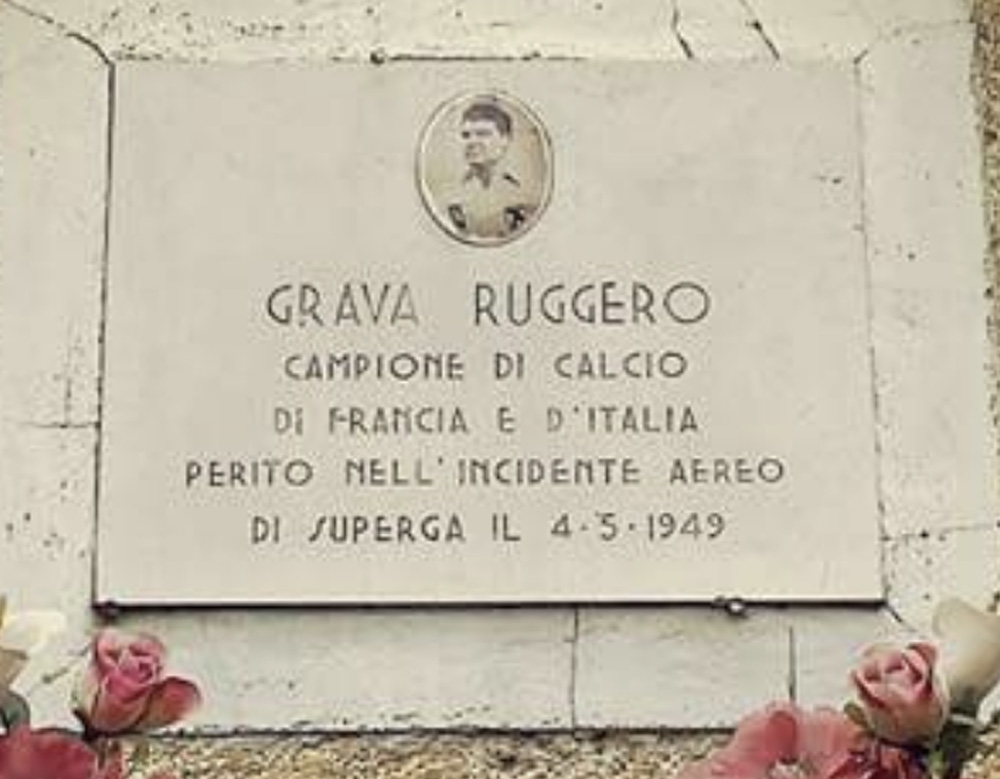 GRAVA RUGGERO
CAMPIONE DI CALCIO
DI FRANCIA E D'ITALIA
PERITO NELL'INCIDENTE AEREO
DI SUPERGA IL 4·5·1949